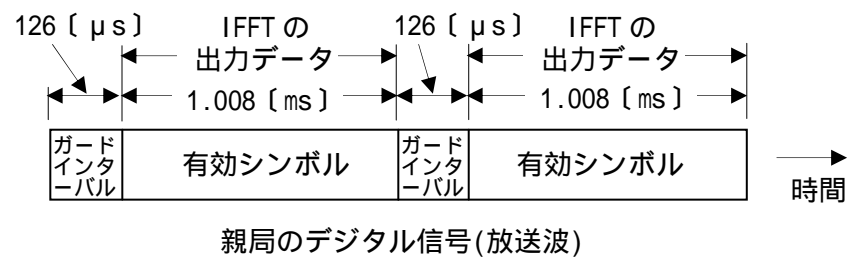 126〔μs〕
IFFTの
出力データ
126〔μs〕
IFFTの
出力データ
1.008〔ms〕
1.008〔ms〕
ガード
インタ
ーバル
有効シンボル
ガード
インタ
ーバル
有効シンボル
時間
親局のデジタル信号(放送波)